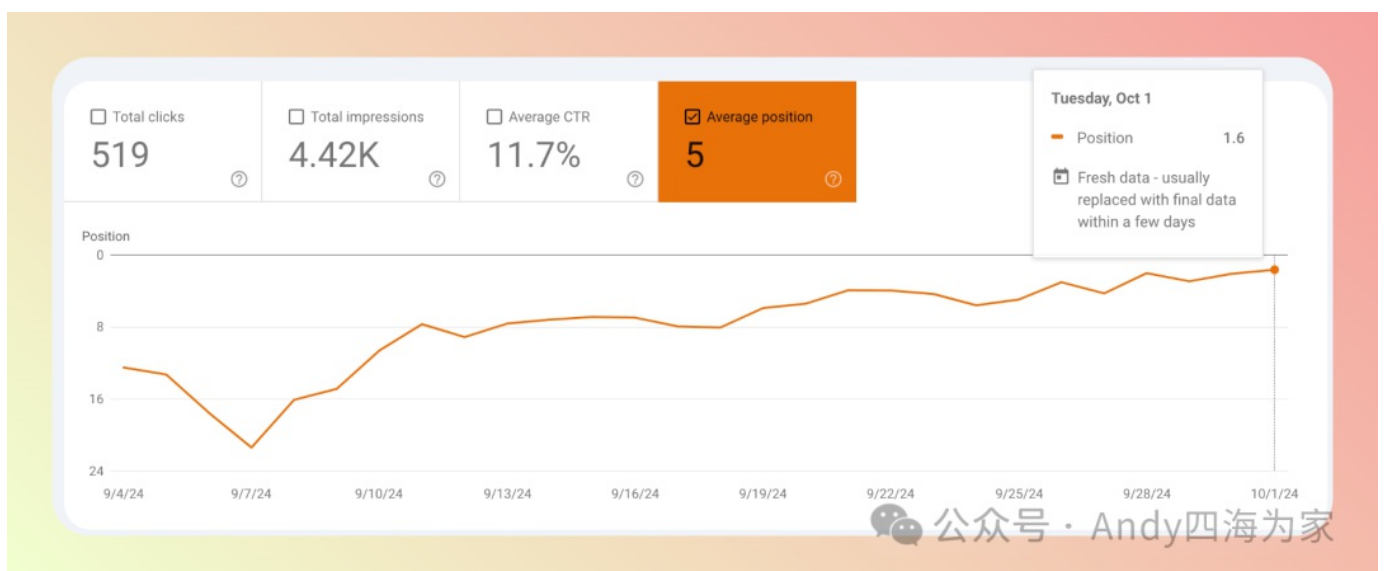 Total clicks
519
Total impressions
4.42K
Average CTR
11.7%
Average position
5
Tuesday, Oct 1
Position 1.6
Fresh data - usually
replaced with final data
within a few days
Position
0
8
16
24
9/4/24 9/7/24 9/10/24 9/13/24 9/16/24 9/19/24 9/22/24 9/25/24 9/28/24 10/1/24
公众号 · Andy四海为家